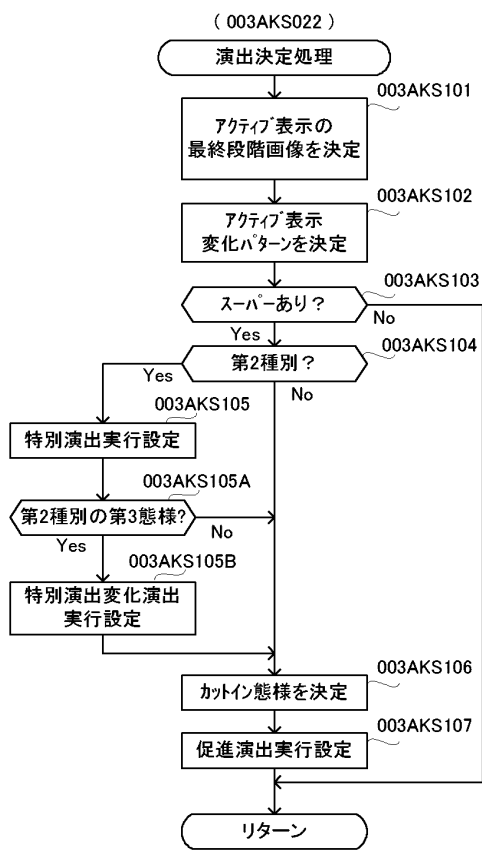 ( 003AKS022 )
演出決定処理
003AKS101
アクティブ表示の
最終段階画像を決定
003AKS102
アクティブ表示
変化パターンを決定
003AKS103
スーパーあり?
No
Yes
003AKS104
第2種別?
Yes
No
003AKS105
特別演出実行設定
003AKS105A
第2種別の第3態様?
No
Yes
003AKS105B
特別演出変化演出
実行設定
003AKS106
カットイン態様を決定
003AKS107
促進演出実行設定
リターン